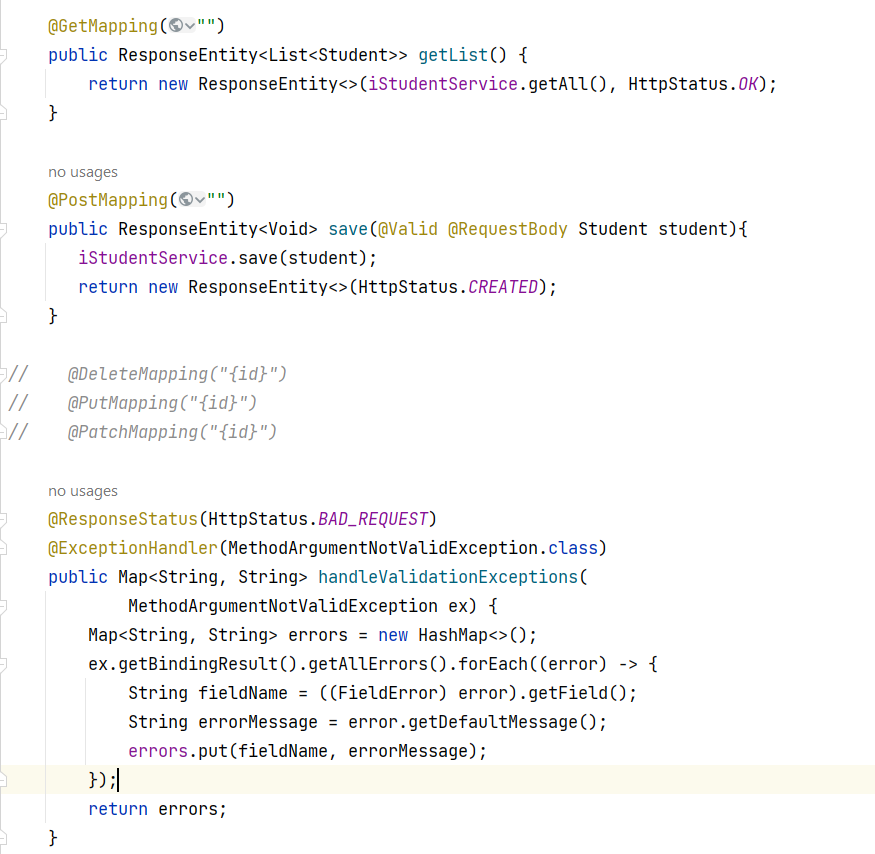 @GetMapping("")
public ResponseEntity<List<Student>> getList() {
    return new ResponseEntity<>(iStudentService.getAll(), HttpStatus.OK);
}
no usages
@PostMapping("")
public ResponseEntity<Void> save(@Valid @RequestBody Student student){
   iStudentService.save(student);
   return new ResponseEntity<>(HttpStatus.CREATED);
}
//    @DeleteMapping("{id}")
//    @PutMapping("{id}")
//    @PatchMapping("{id}")
no usages
@ResponseStatus(HttpStatus.BAD_REQUEST)
@ExceptionHandler(MethodArgumentNotValidException.class)
public Map<String, String> handleValidationExceptions(
        MethodArgumentNotValidException ex) {
    Map<String, String> errors = new HashMap<>();
    ex.getBindingResult().getAllErrors().forEach((error) -> {
        String fieldName = ((FieldError) error).getField();
        String errorMessage = error.getDefaultMessage();
        errors.put(fieldName, errorMessage);
    });
    return errors;
}